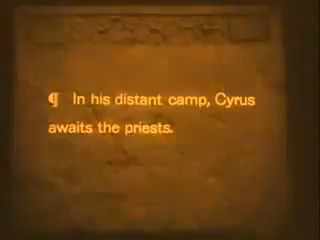 ¶ In his distant camp, Cyrus
awaits the priests.